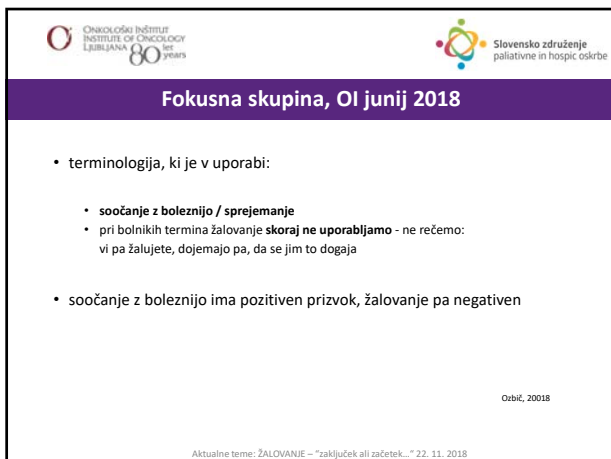 ONKOLOŠKI INŠTITUT
INSTITUTE OF ONCOLOGY
LJUBLJANA 80 let years
Slovensko združenje
paliativne in hospic oskrbe
Fokusna skupina, OI junij 2018
• terminologija, ki je v uporabi:
• soočanje z boleznijo / sprejemanje
• pri bolnikih termina žalovanje skoraj ne uporabljamo - ne rečemo:
vi pa žalujete, dojemajo pa, da se jim to dogaja
• soočanje z boleznijo ima pozitiven prizvok, žalovanje pa negativen
Ozbič, 20018
Aktualne teme: ŽALOVANJE – "zaključek ali začetek…" 22. 11. 2018